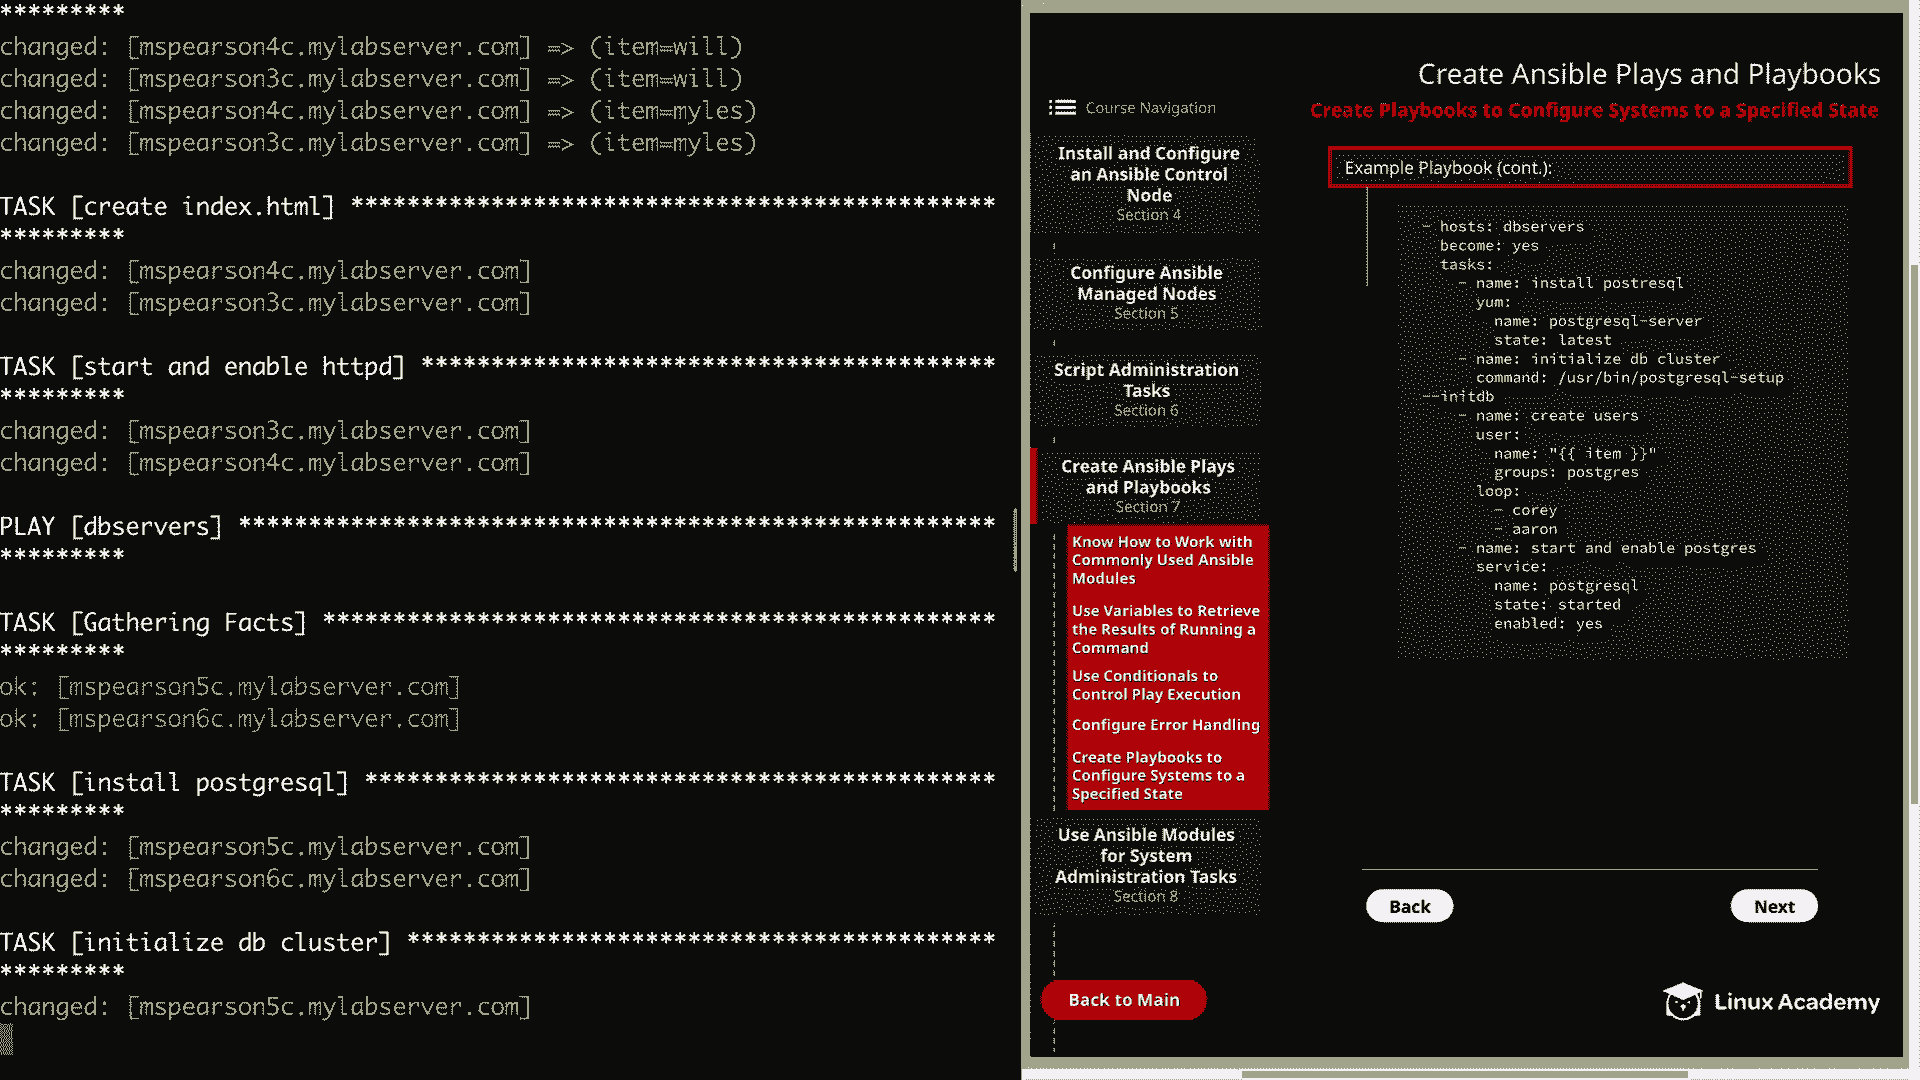 *********
changed: [mspearson4c.mylabserver.com] => (item=will)
changed: [mspearson3c.mylabserver.com] => (item=will)
changed: [mspearson4c.mylabserver.com] => (item=myles)
changed: [mspearson3c.mylabserver.com] => (item=myles)
TASK [create index.html] **********************************************
*********
changed: [mspearson4c.mylabserver.com]
changed: [mspearson3c.mylabserver.com]
TASK [start and enable httpd] *****************************************
*********
changed: [mspearson3c.mylabserver.com]
changed: [mspearson4c.mylabserver.com]
PLAY [dbservers] ******************************************************
*********
TASK [Gathering Facts] ************************************************
*********
ok: [mspearson5c.mylabserver.com]
ok: [mspearson6c.mylabserver.com]
TASK [install postgresql] *********************************************
*********
changed: [mspearson5c.mylabserver.com]
changed: [mspearson6c.mylabserver.com]
TASK [initialize db cluster] ******************************************
*********
changed: [mspearson5c.mylabserver.com]
Create Ansible Plays and Playbooks
Create Playbooks to Configure Systems to a Specified State
Course Navigation
Install and Configure
an Ansible Control
Node
Section 4
Configure Ansible
Managed Nodes
Section 5
Script Administration
Tasks
Section 6
Create Ansible Plays
and Playbooks
Section 7
Know How to Work with
Commonly Used Ansible
Modules
Use Variables to Retrieve
the Results of Running a
Command
Use Conditionals to
Control Play Execution
Configure Error Handling
Create Playbooks to
Configure Systems to a
Specified State
Use Ansible Modules
for System
Administration Tasks
Section 8
Back to Main
Example Playbook (cont.):
- hosts: dbservers
become: yes
tasks:
- name: install postresql
yum:
name: postgresql-server
state: latest
- name: initialize db cluster
command: /usr/bin/postgresql-setup
--initdb
- name: create users
user:
name: "{{ item }}"
groups: postgres
loop:
- corey
- aaron
- name: start and enable postgres
service:
name: postgresql
state: started
enabled: yes
Back
Next
Linux Academy